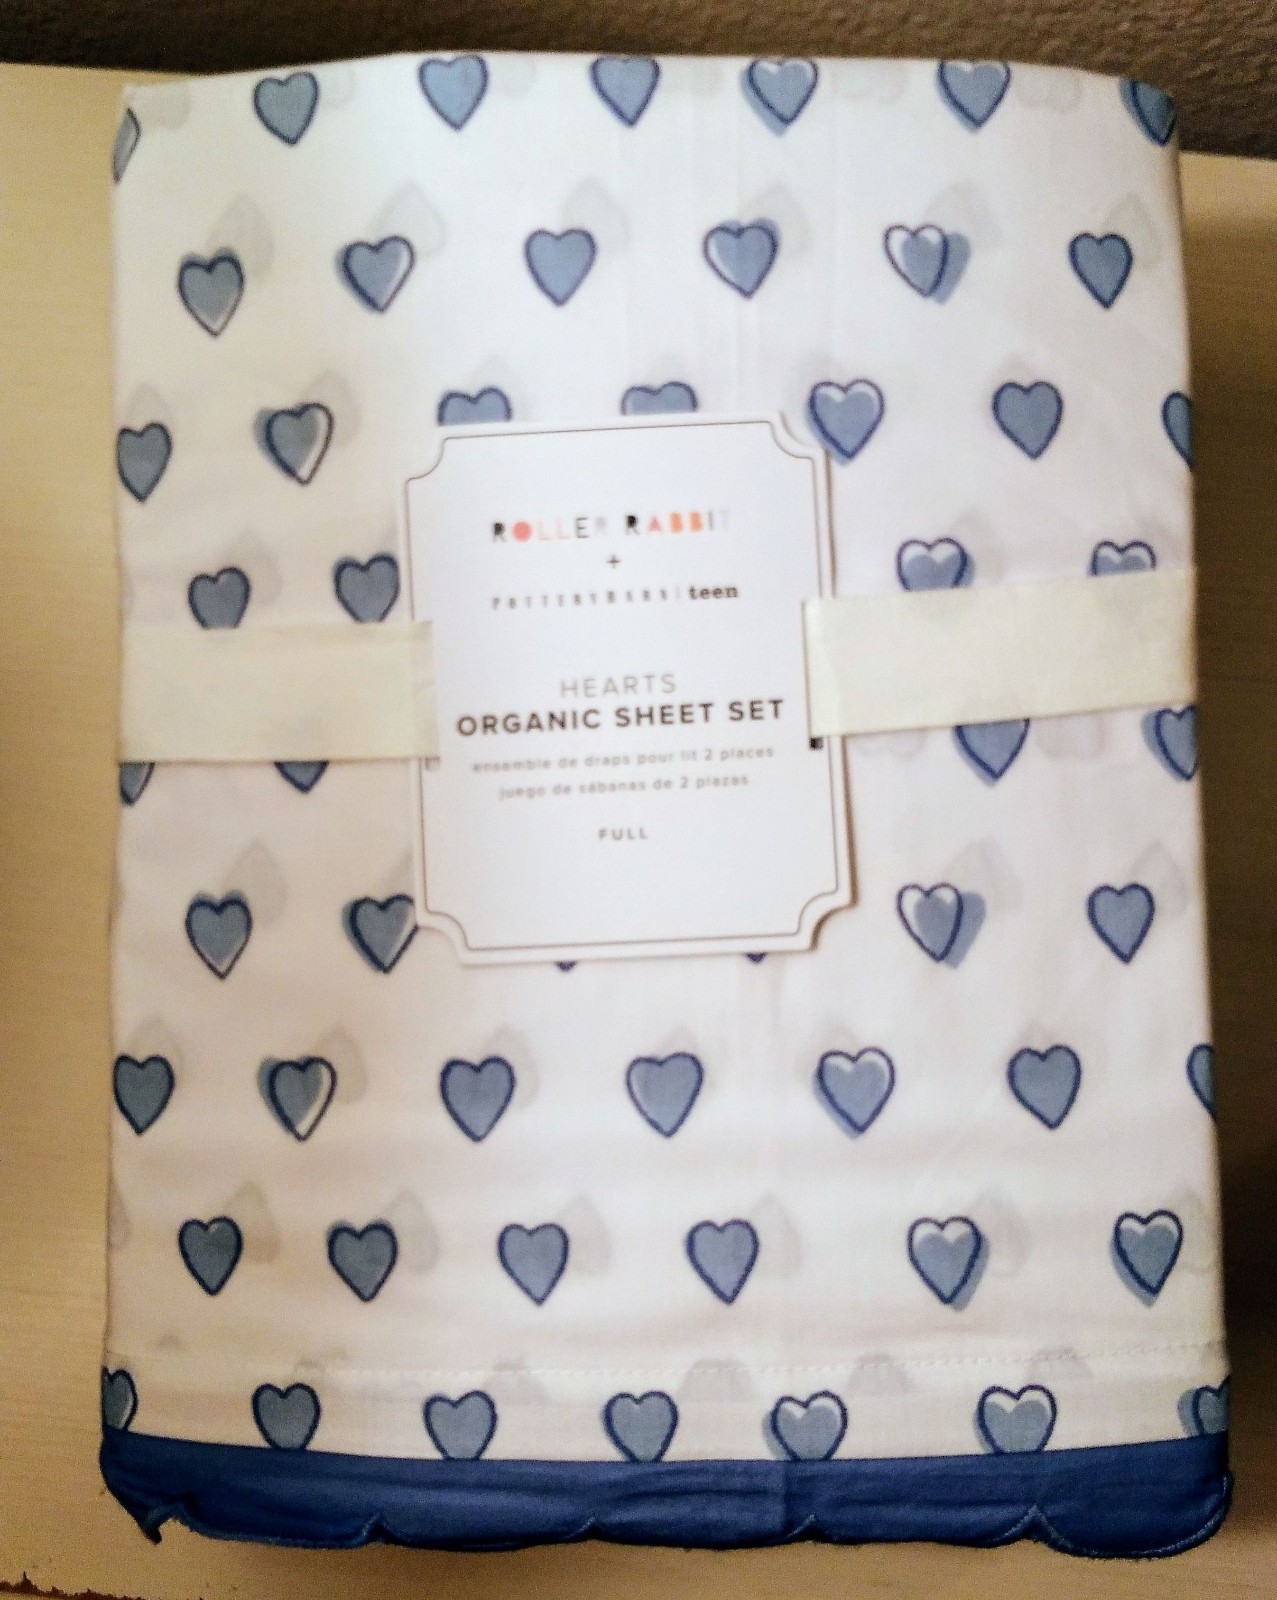 ROLLER RABBIT
+
POTTERYBARN|teen
HEARTS
ORGANIC SHEET SET
ensemble de draps pour lit 2 places
juego de sábanas de 2 plazas
FULL